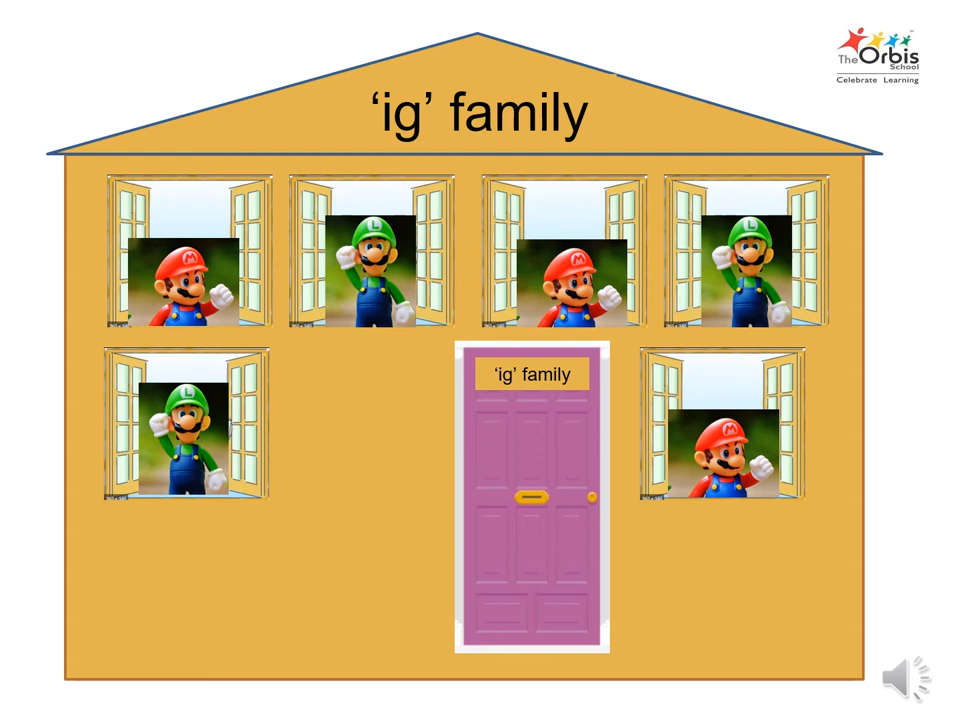 The Orbis
School
Celebrate Learning
‘ig’ family
‘ig’ family